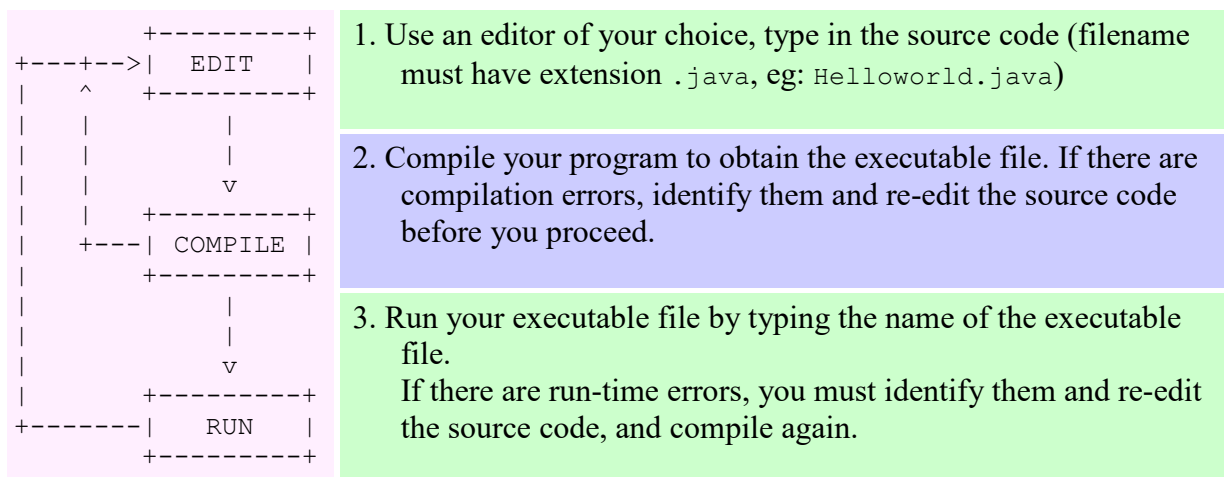 +---------+
+---+-->|  EDIT   |
|   ^   +---------+
|   |        |
|   |        |
|   |        v
|   |   +---------+
|   +---| COMPILE |
|       +---------+
|            |
|            |
|            v
|       +---------+
+-------|   RUN   |
+---------+
1. Use an editor of your choice, type in the source code (filename
must have extension .java, eg: Helloworld.java)
2. Compile your program to obtain the executable file. If there are
compilation errors, identify them and re-edit the source code
before you proceed.
3. Run your executable file by typing the name of the executable
file.
If there are run-time errors, you must identify them and re-edit
the source code, and compile again.